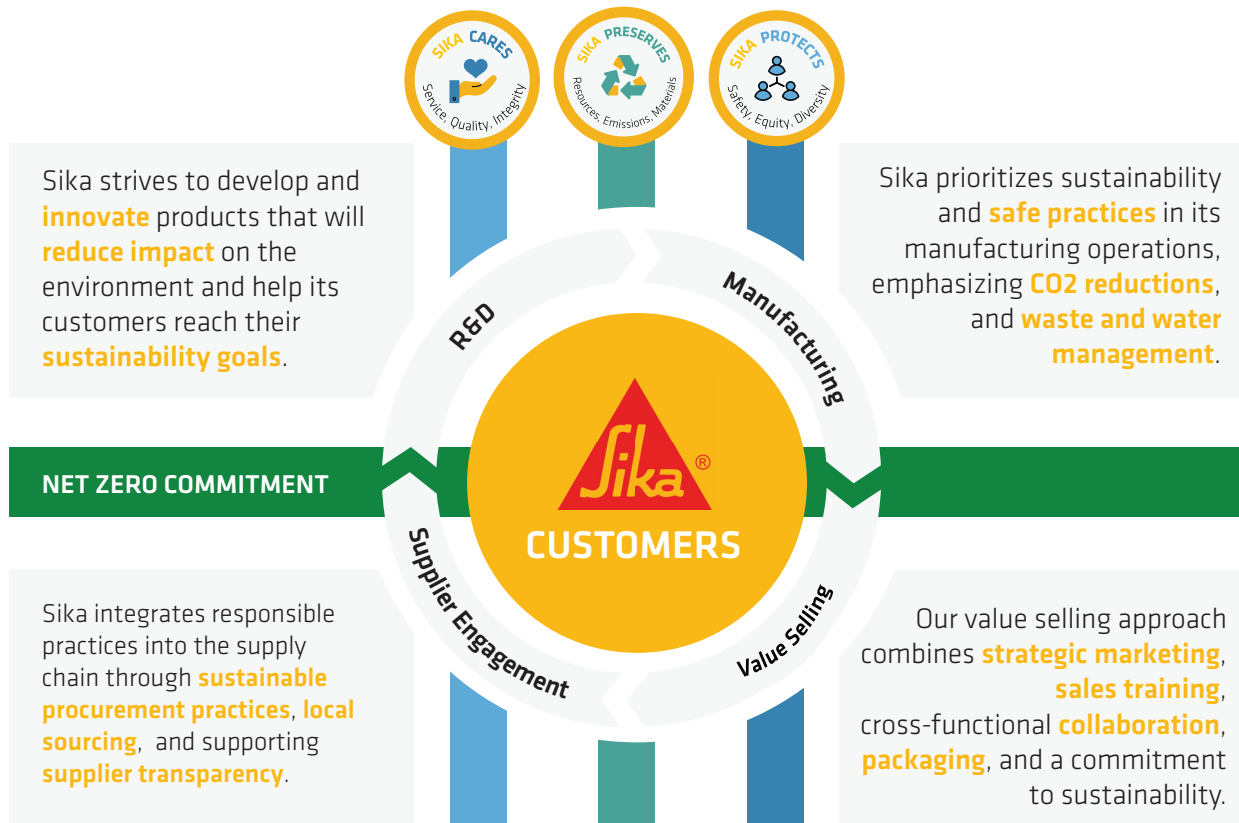 SIKA CARES
Service, Quality, Integrity
SIKA PRESERVES
Resources, Emissions, Materials
SIKA PROTECTS
Safety, Equity, Diversity
Sika strives to develop and
innovate products that will
reduce impact on the
environment and help its
customers reach their
sustainability goals.
Sika prioritizes sustainability
and safe practices in its
manufacturing operations,
emphasizing CO2 reductions,
and waste and water
management.
R&D
Manufacturing
NET ZERO COMMITMENT
Sika®
CUSTOMERS
Supplier Engagement
Value Selling
Sika integrates responsible
practices into the supply
chain through sustainable
procurement practices, local
sourcing, and supporting
supplier transparency.
Our value selling approach
combines strategic marketing,
sales training,
cross-functional collaboration,
packaging, and a commitment
to sustainability.